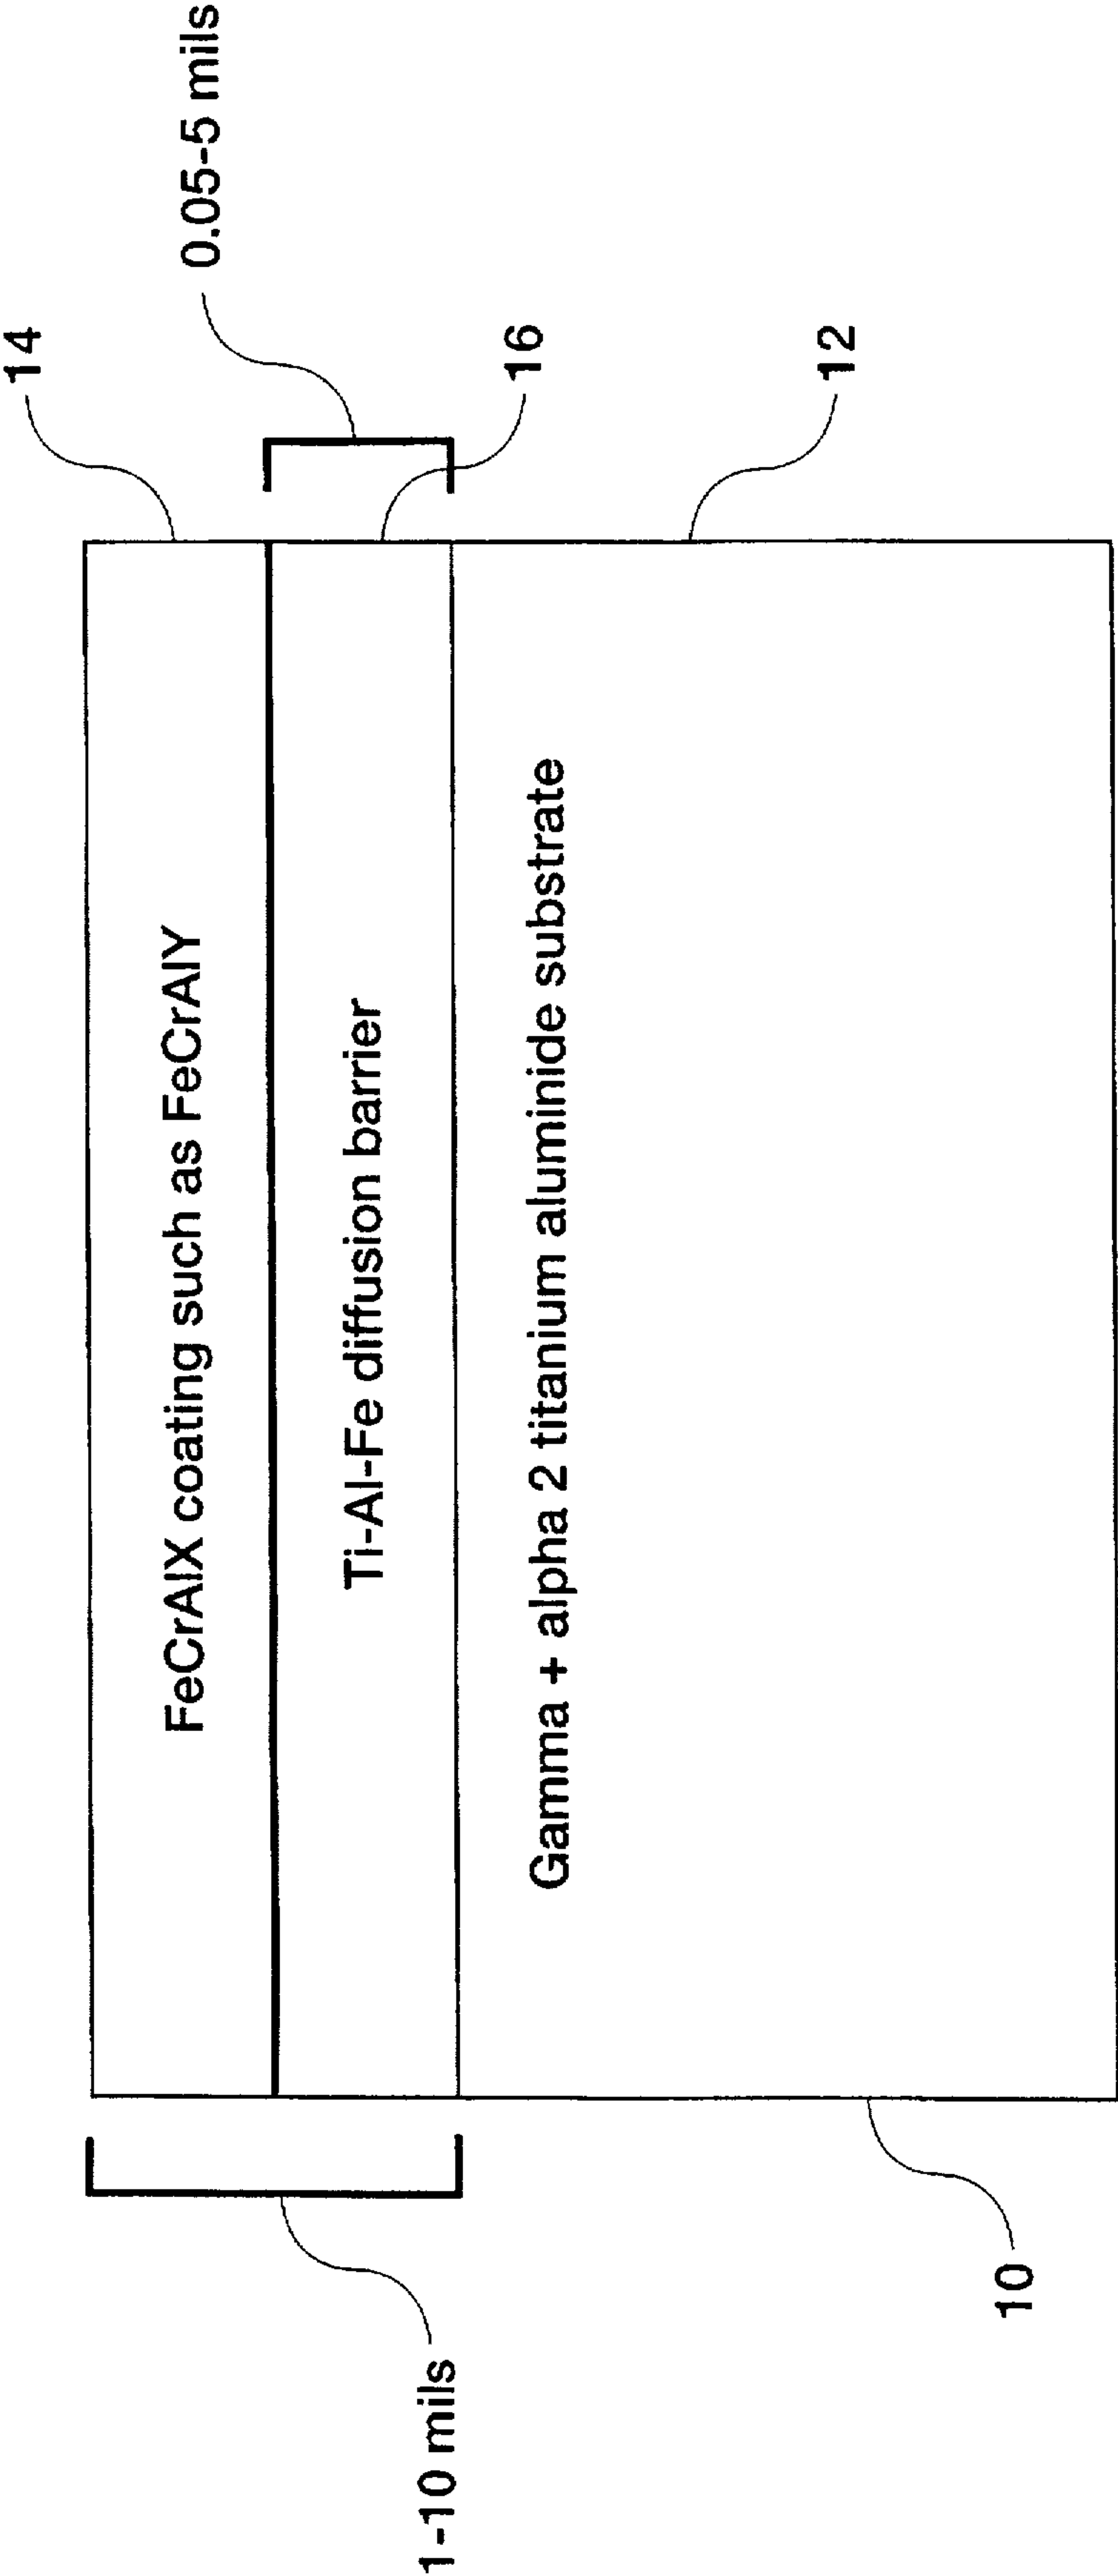 14
0.05-5 mils
FeCrAlX coating such as FeCrAlY
Ti-Al-Fe diffusion barrier
16
1-10 mils
Gamma + alpha 2 titanium aluminide substrate
12
10